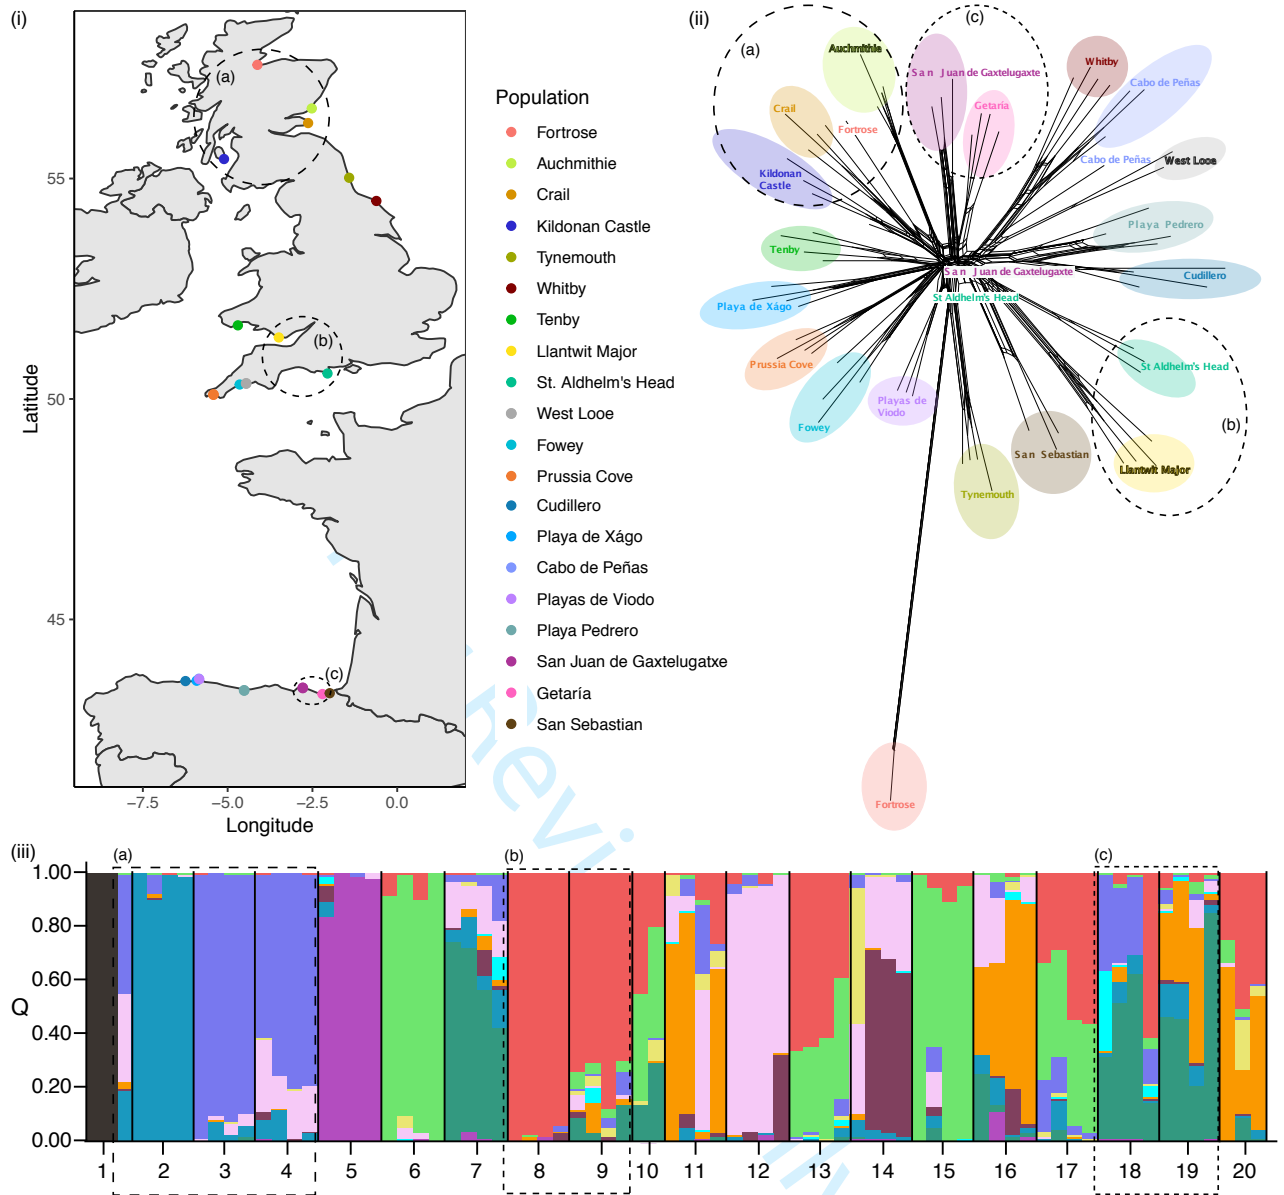 (i)
(a)
(b)
(c)
55
50
45
Latitude
−7.5
−5.0
−2.5
0.0
Longitude
Population
Fortrose
Auchmithie
Crail
Kildonan Castle
Tynemouth
Whitby
Tenby
Llantwit Major
St. Aldhelm's Head
West Looe
Fowey
Prussia Cove
Cudillero
Playa de Xágo
Cabo de Peñas
Playas de Viodo
Playa Pedrero
San Juan de Gaxtelugatxe
Getaría
San Sebastian
(ii)
(a)
(c)
Auchmithie
San Juan de Gaxtelugaxte
Whitby
Cabo de Peñas
Crail
Getaria
Fortrose
Cabo de Peñas
West Looe
Kildonan
Castle
Playa Pedrero
Tenby
San Juan de Gaxtelugaxte
Cudillero
St Aldhelm's Head
Playa de Xágo
Prussia Cove
St Aldhelm's Head
Playas de
Viodo
Fowey
(b)
San Sebastian
Llantwit Major
Tynemouth
Fortrose
(iii)
(a)
(b)
(c)
1.00
0.80
0.60
0.40
0.20
0.00
Q
1 2 3 4 5 6 7 8 9 10 11 12 13 14 15 16 17 18 19 20